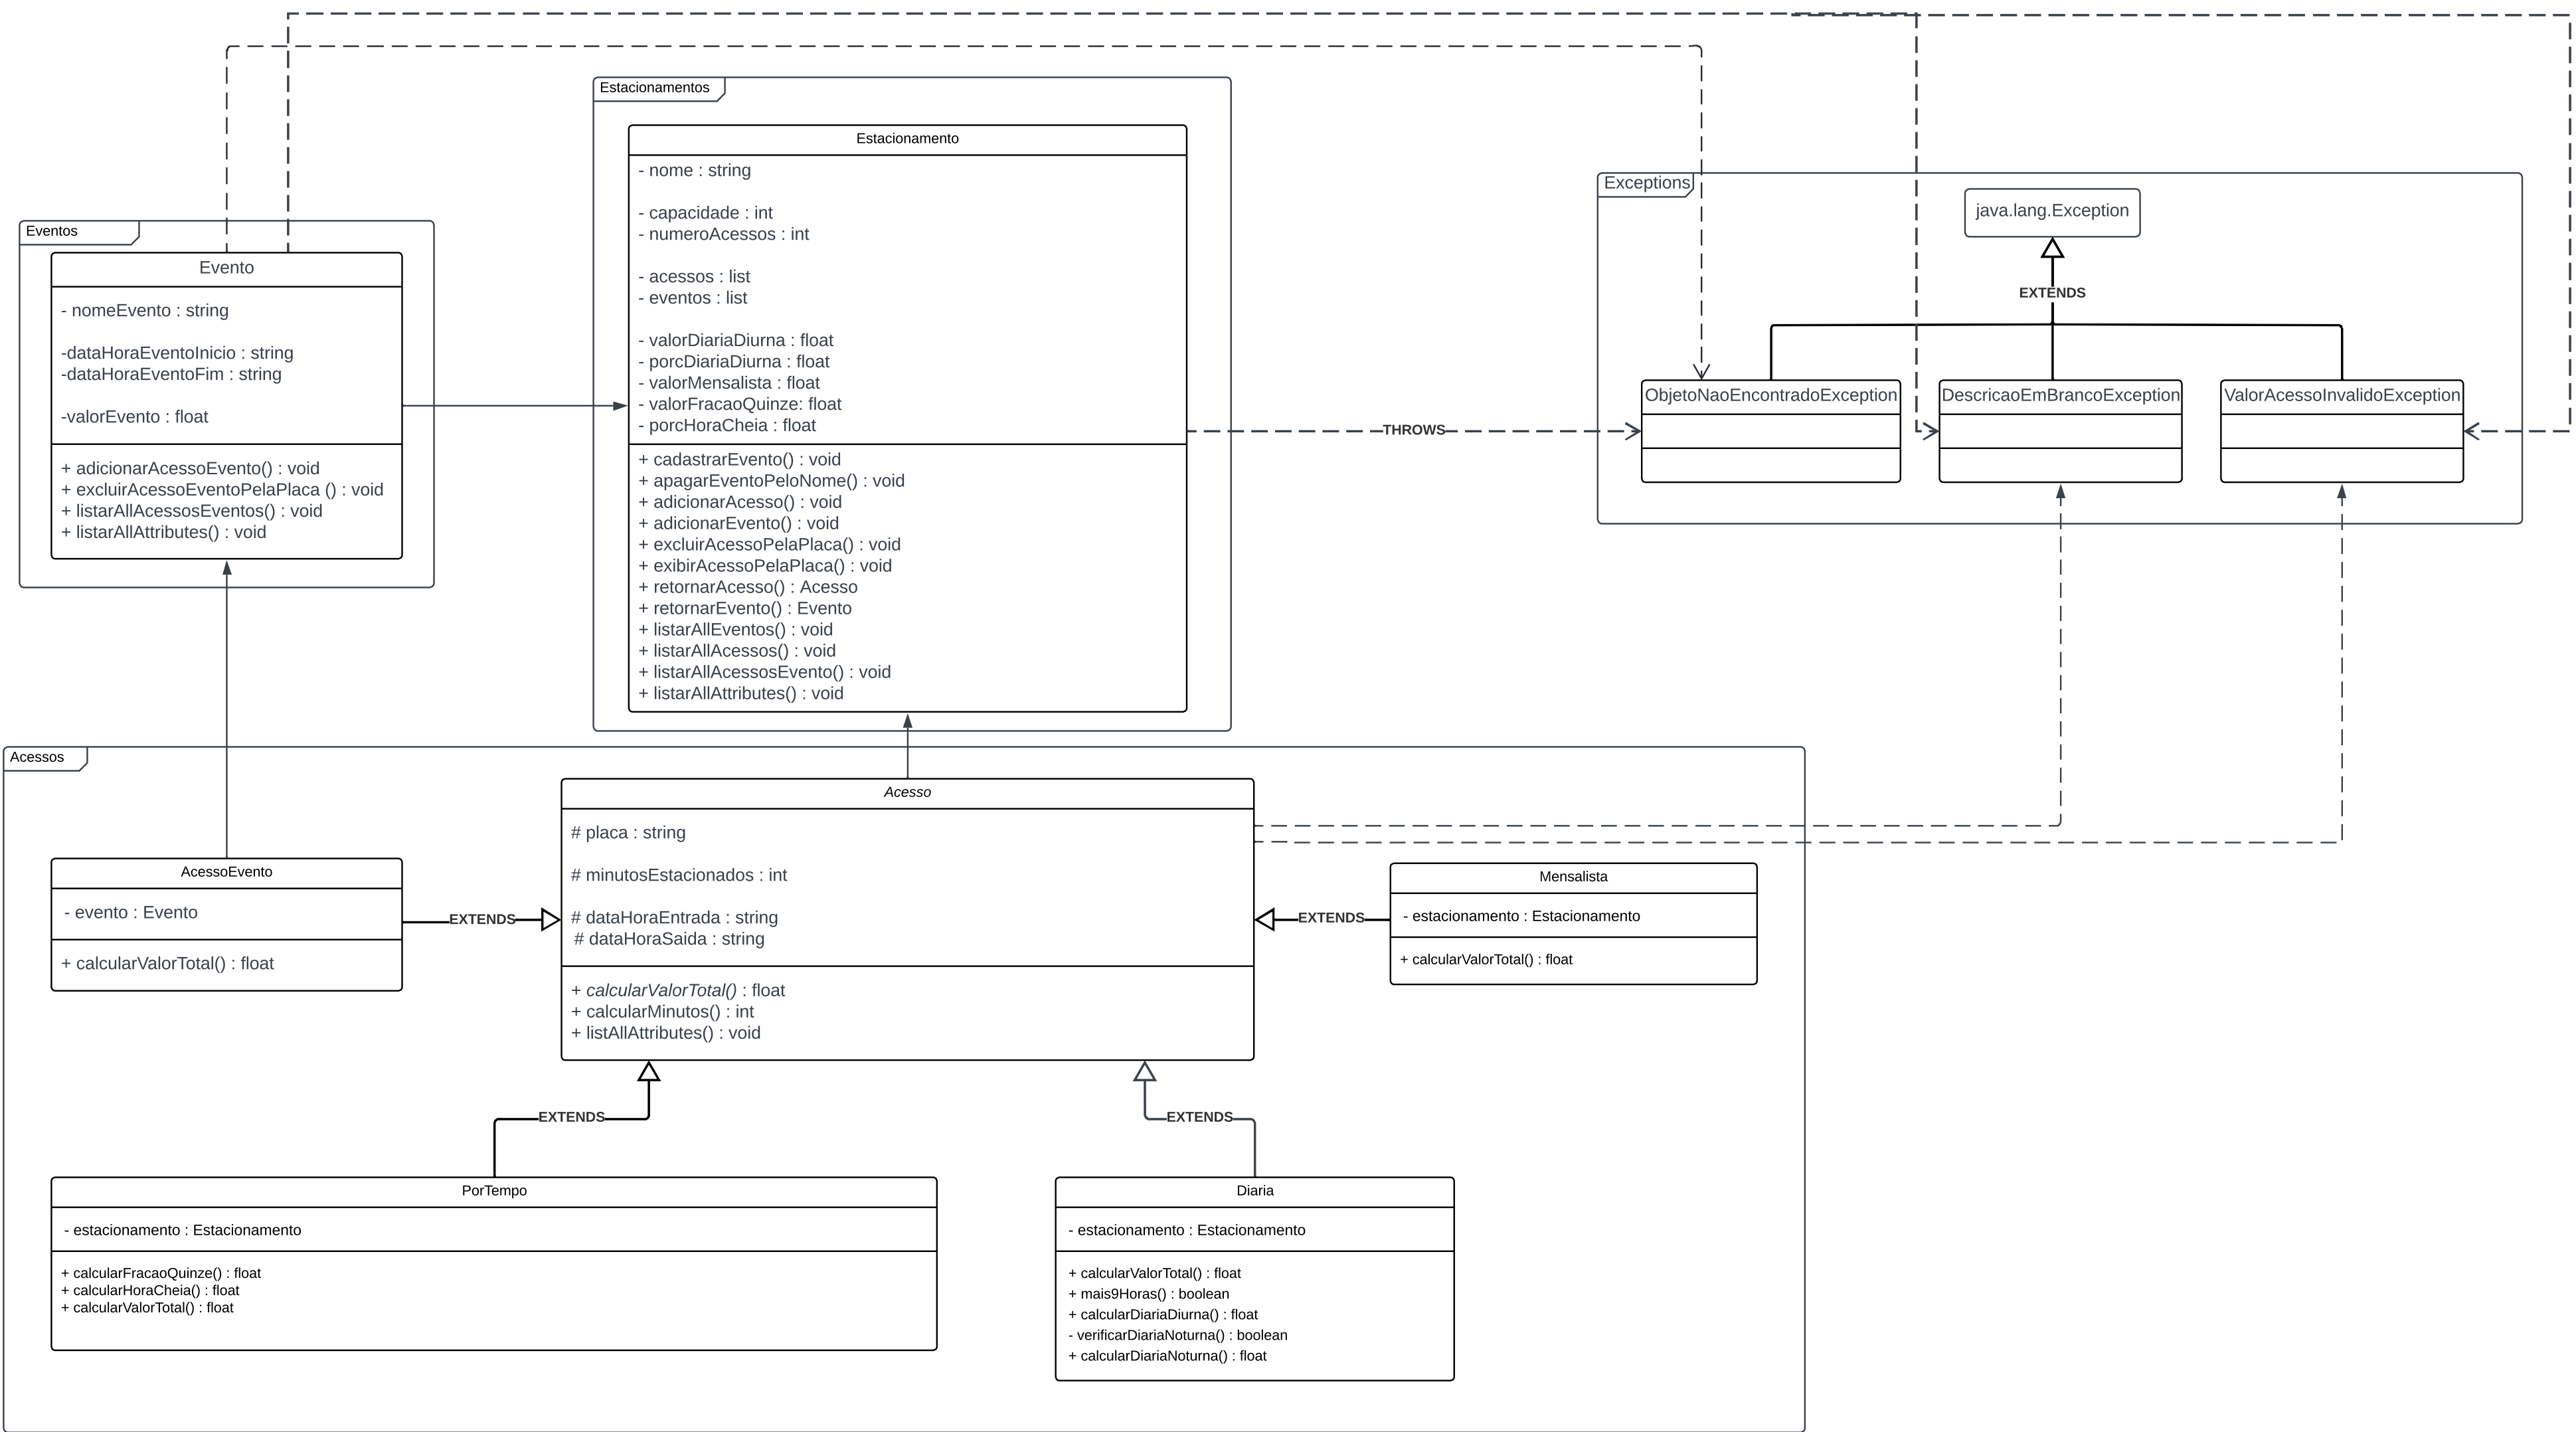 Estacionamentos
Estacionamento
- nome : string
- capacidade : int
- numeroAcessos : int
- acessos : list
- eventos : list
- valorDiariaDiurna : float
- porcDiariaDiurna : float
- valorMensalista : float
- valorFracaoQuinze: float
- porcHoraCheia : float
+ cadastrarEvento() : void
+ apagarEventoPeloNome() : void
+ adicionarAcesso() : void
+ adicionarEvento() : void
+ excluirAcessoPelaPlaca() : void
+ exibirAcessoPelaPlaca() : void
+ retornarAcesso() : Acesso
+ retornarEvento() : Evento
+ listarAllEventos() : void
+ listarAllAcessos() : void
+ listarAllAcessosEvento() : void
+ listarAllAttributes() : void
Eventos
Evento
- nomeEvento : string
-dataHoraEventoInicio : string
-dataHoraEventoFim : string
-valorEvento : float
+ adicionarAcessoEvento() : void
+ excluirAcessoEventoPelaPlaca () : void
+ listarAllAcessosEventos() : void
+ listarAllAttributes() : void
THROWS
Exceptions
java.lang.Exception
EXTENDS
ObjetoNaoEncontradoException
DescricaoEmBrancoException
ValorAcessoInvalidoException
Acessos
Acesso
# placa : string
# minutosEstacionados : int
# dataHoraEntrada : string
# dataHoraSaida : string
+ calcularValorTotal() : float
+ calcularMinutos() : int
+ listAllAttributes() : void
AcessoEvento
- evento : Evento
+ calcularValorTotal() : float
EXTENDS
EXTENDS
Mensalista
- estacionamento : Estacionamento
+ calcularValorTotal() : float
EXTENDS
EXTENDS
PorTempo
- estacionamento : Estacionamento
+ calcularFracaoQuinze() : float
+ calcularHoraCheia() : float
+ calcularValorTotal() : float
Diaria
- estacionamento : Estacionamento
+ calcularValorTotal() : float
+ mais9Horas() : boolean
+ calcularDiariaDiurna() : float
- verificarDiariaNoturna() : boolean
+ calcularDiariaNoturna() : float